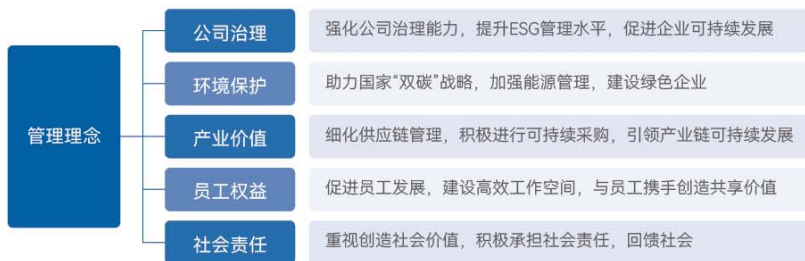 管理理念
公司治理
强化公司治理能力，提升ESG管理水平，促进企业可持续发展
环境保护
助力国家“双碳”战略，加强能源管理，建设绿色企业
产业价值
细化供应链管理，积极进行可持续采购，引领产业链可持续发展
员工权益
促进员工发展，建设高效工作空间，与员工携手创造共享价值
社会责任
重视创造社会价值，积极承担社会责任，回馈社会